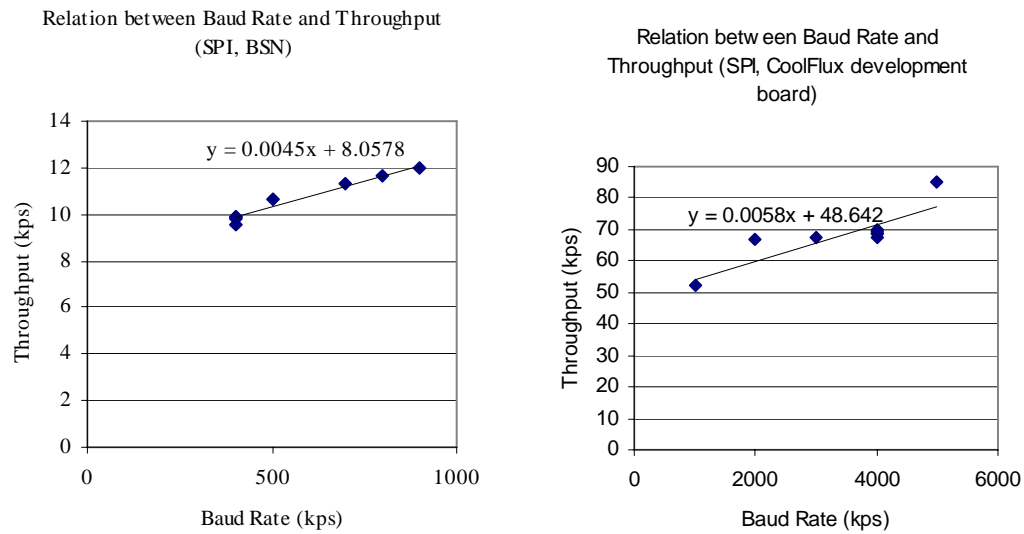 Relation between Baud Rate and Throughput
(SPI, BSN)
14
12
10
8
6
4
2
0
y = 0.0045x + 8.0578
Throughput (kps)
0 500 1000
Baud Rate (kps)
Relation betw een Baud Rate and
Throughput (SPI, CoolFlux development
board)
90
80
70
60
50
40
30
20
10
0
y = 0.0058x + 48.642
Throughput (kps)
0 2000 4000 6000
Baud Rate (kps)